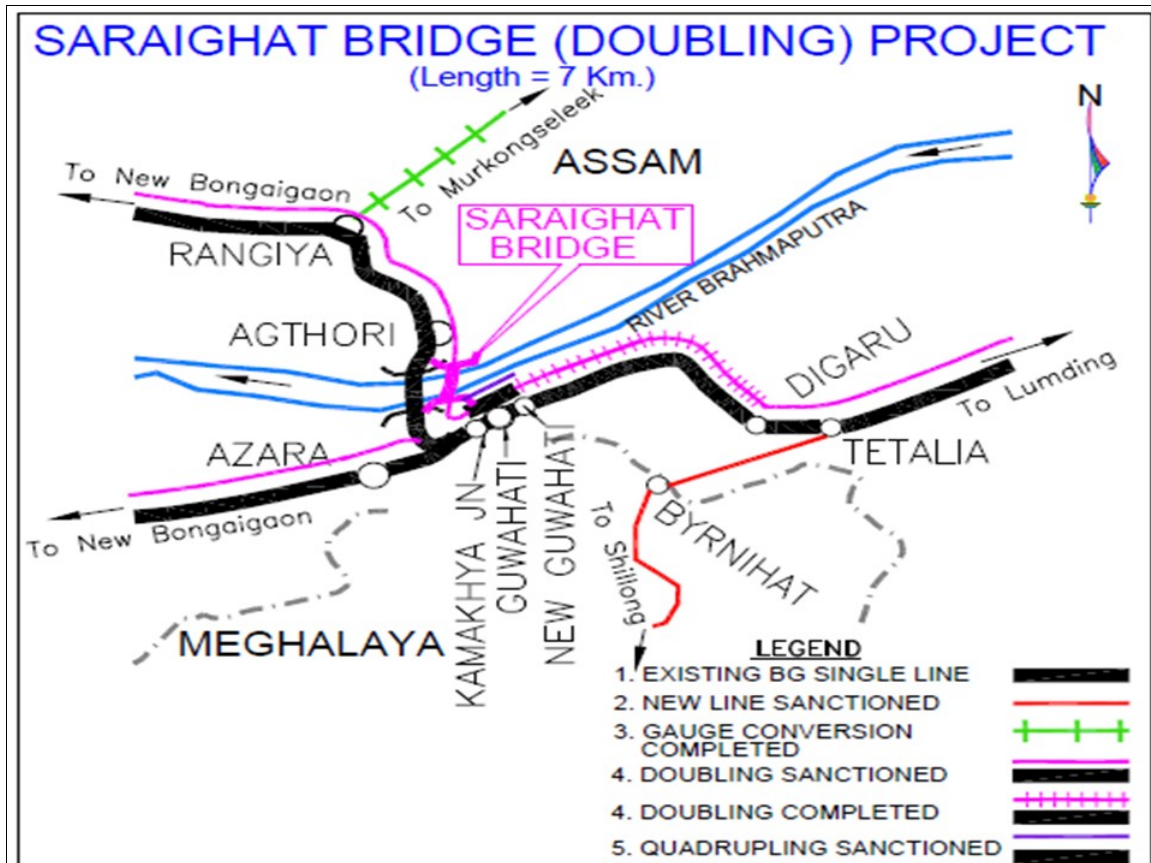 SARAIGHAT BRIDGE (DOUBLING) PROJECT
(Length = 7 Km.)
N
To Murkongseleek
ASSAM
To New Bongaigaon
SARAIGHAT
BRIDGE
RANGIYA
RIVER BRAHMAPUTRA
AGTHORI
DIGARU
To Lumding
AZARA
TETALIA
To New Bongaigaon
KAMAKHYA JN
GUWAHATI
NEW GUWAHATI
To Shillong
BYRNIHAT
MEGHALAYA
LEGEND
1. EXISTING BG SINGLE LINE
2. NEW LINE SANCTIONED
3. GAUGE CONVERSION
COMPLETED
4. DOUBLING SANCTIONED
4. DOUBLING COMPLETED
5. QUADRUPLING SANCTIONED